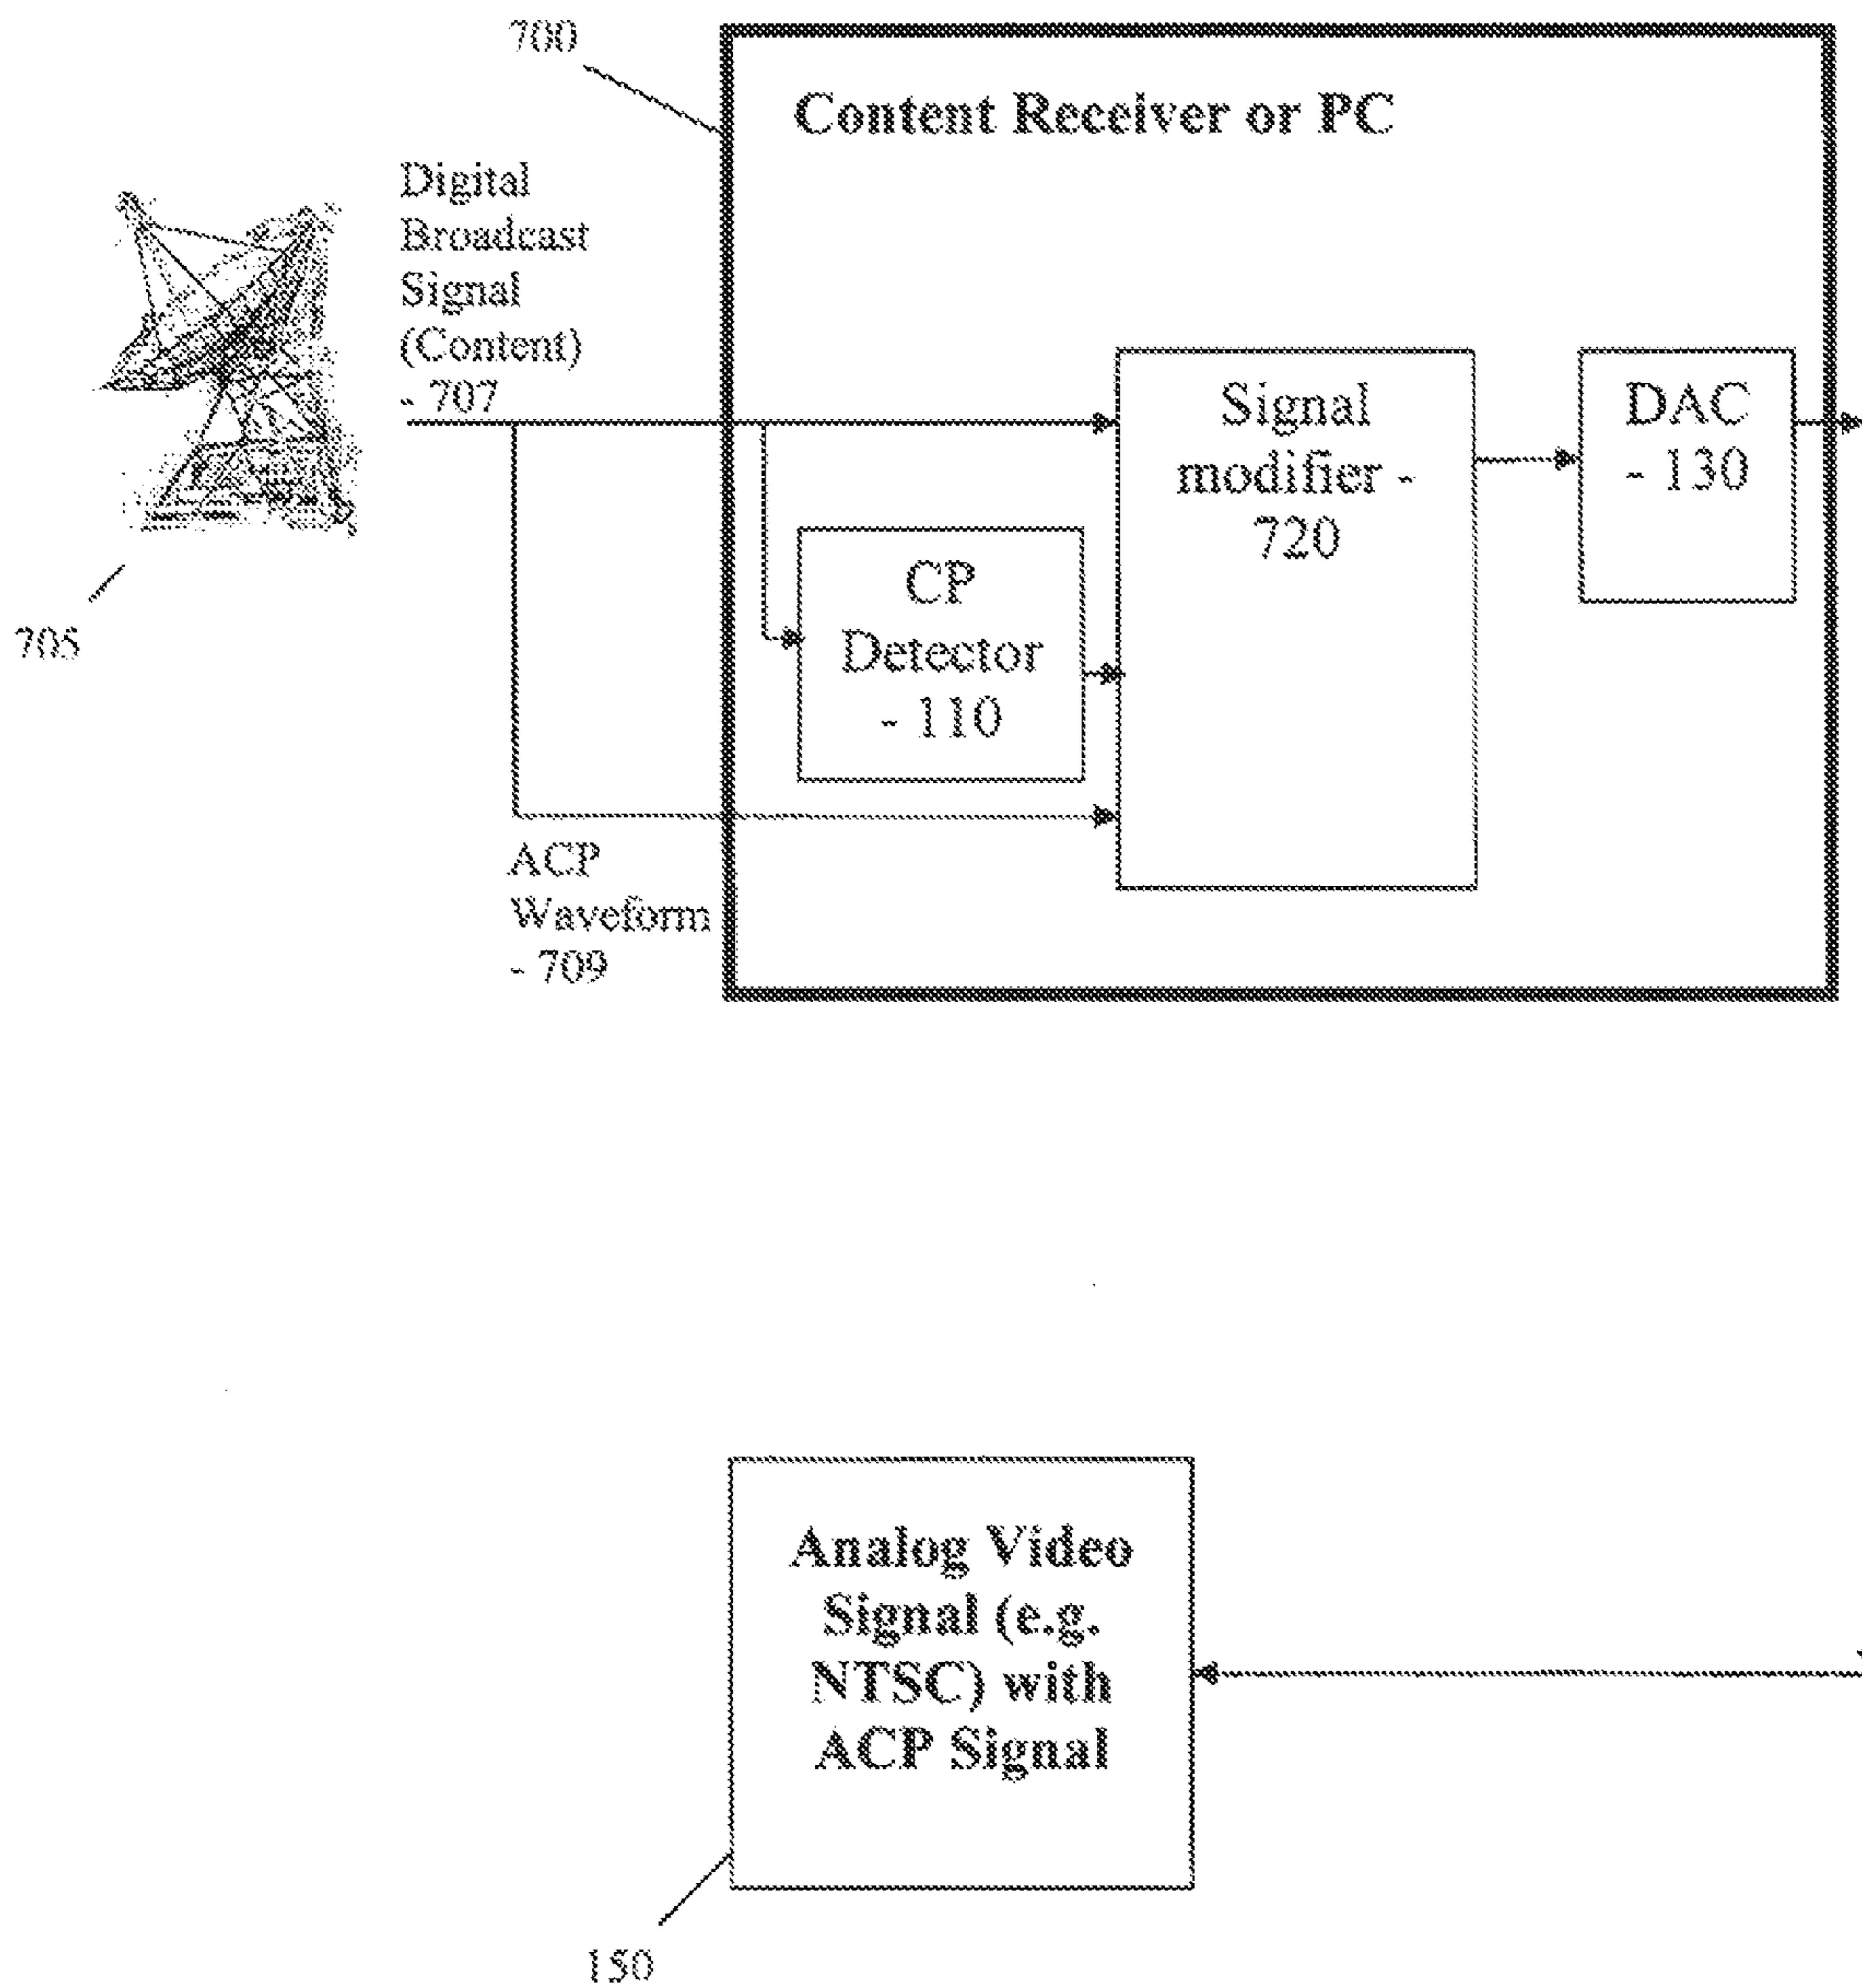 700
Content Receiver or PC
Digital
Broadcast
Signal
(Content)
- 707
Signal
modifier -
720
DAC
- 130
CP
Detector
- 110
705
ACP
Waveform
- 709
Analog Video
Signal (e.g.
NTSC) with
ACP Signal
150